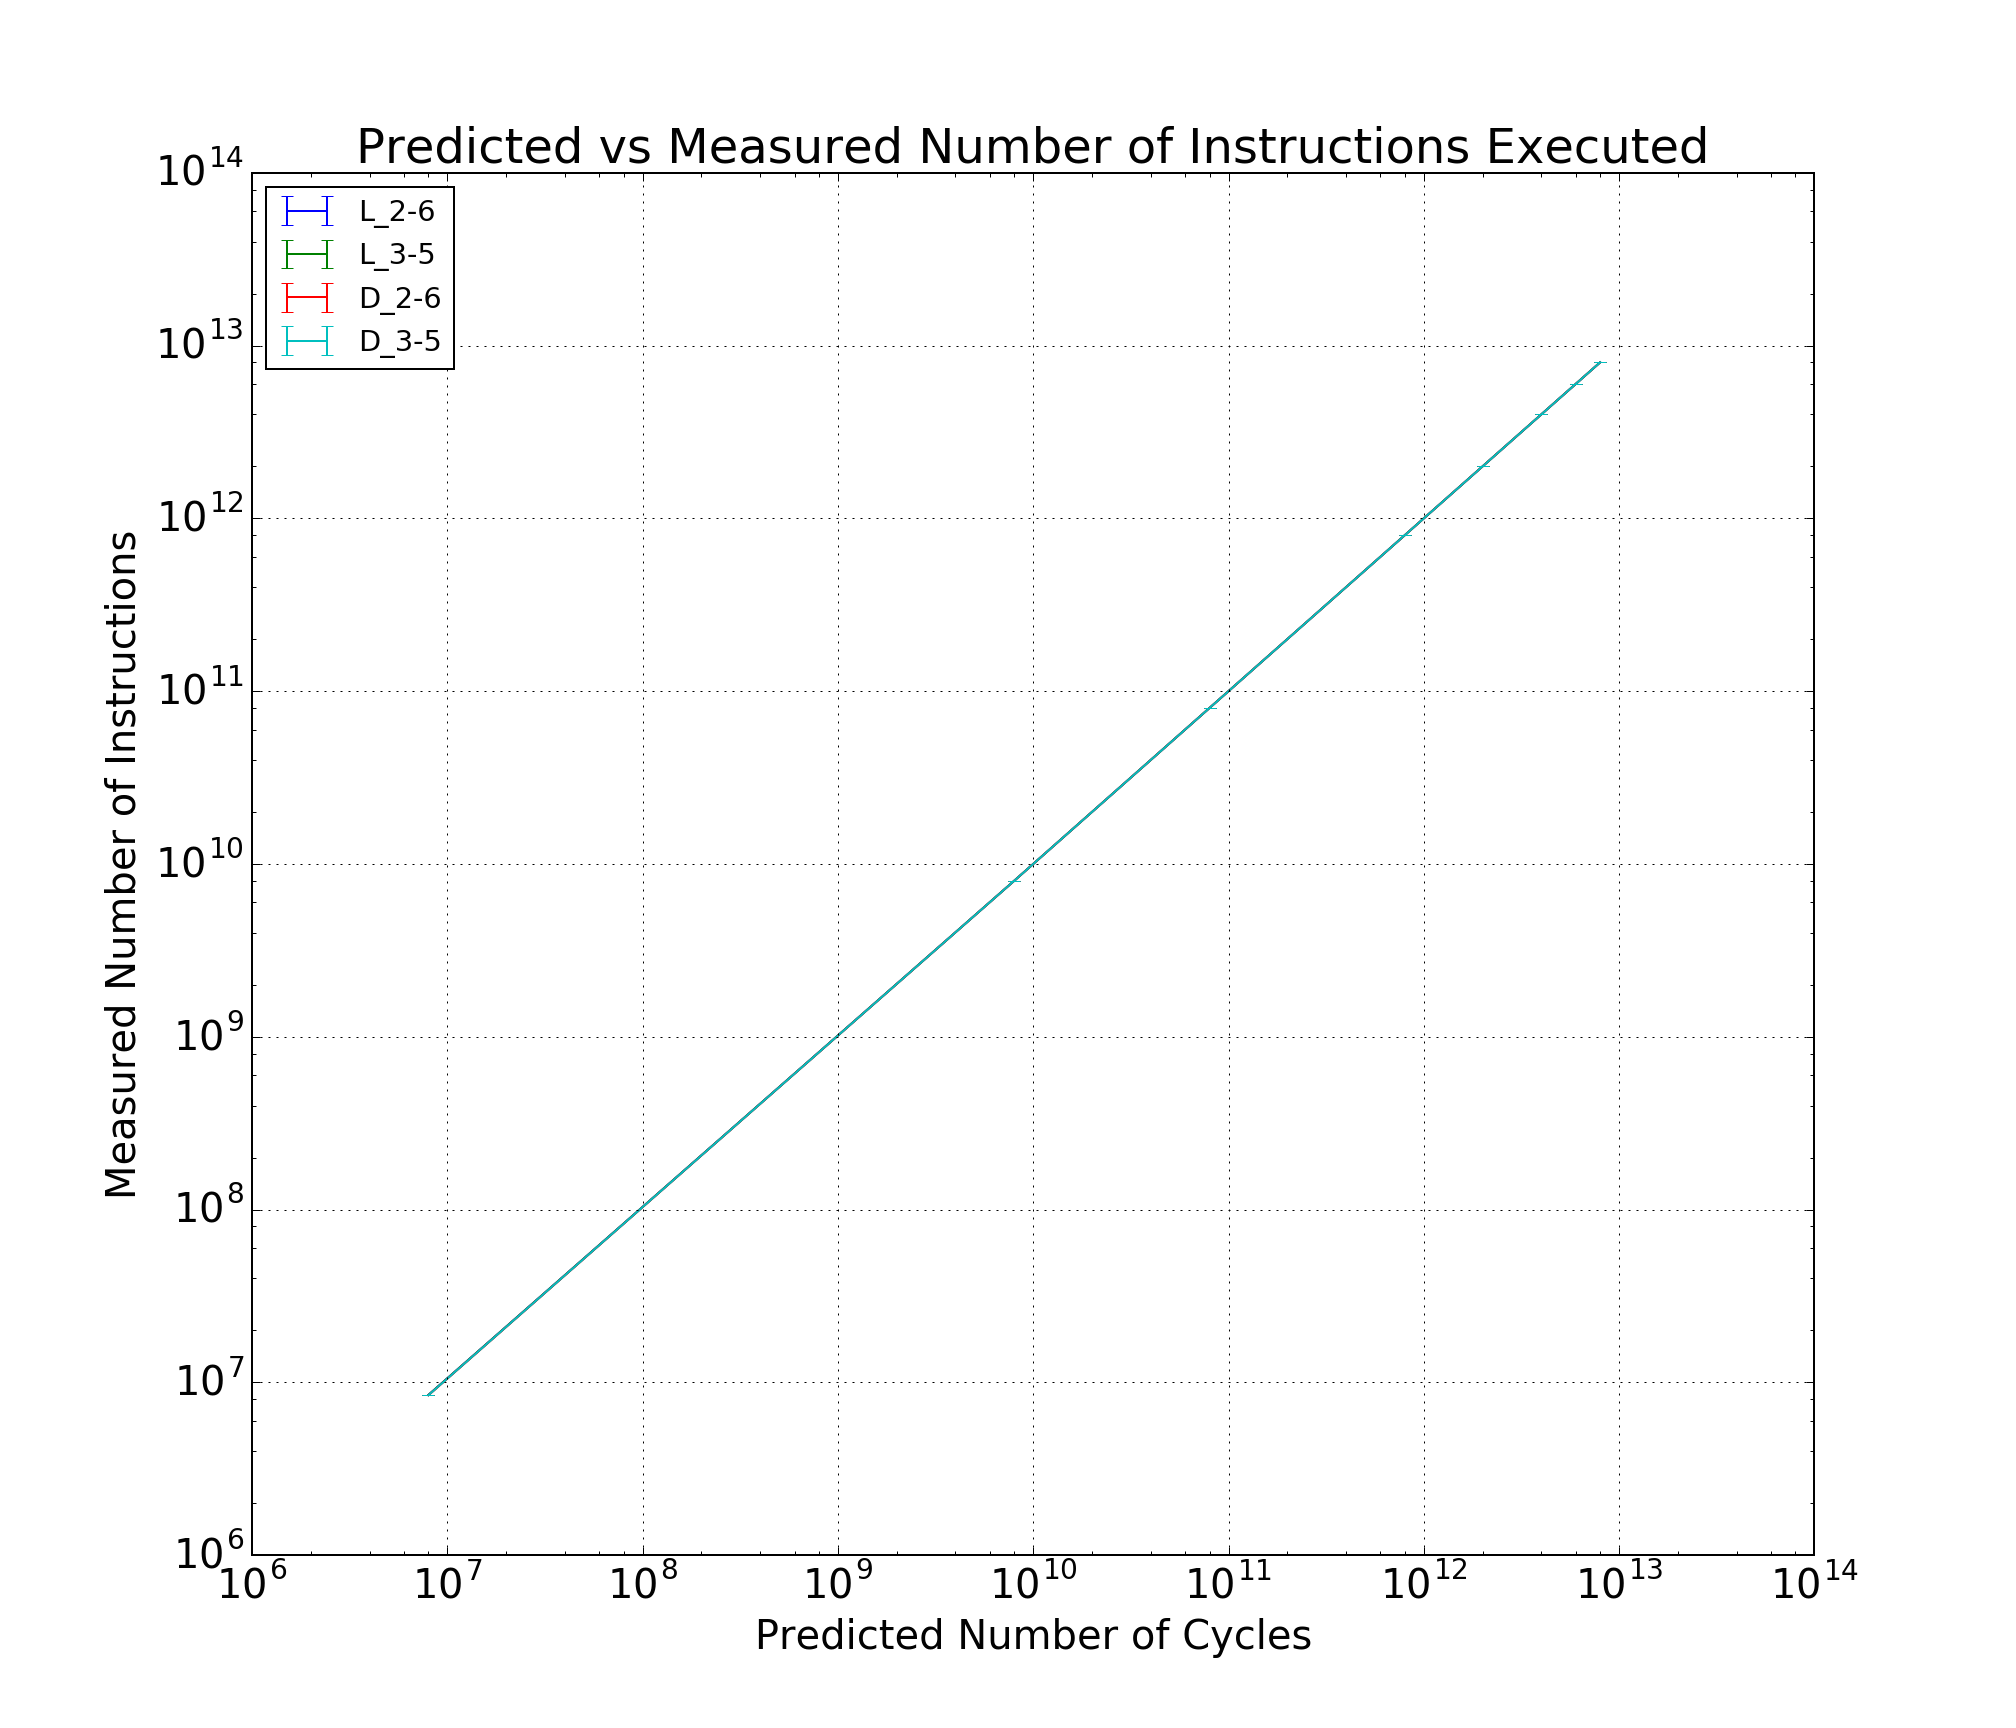 Predicted vs Measured Number of Instructions Executed
10^14
10^13
10^12
10^11
10^10
10^9
10^8
10^7
10^6
Measured Number of Instructions
L_2-6
L_3-5
D_2-6
D_3-5
10^6 10^7 10^8 10^9 10^10 10^11 10^12 10^13 10^14
Predicted Number of Cycles